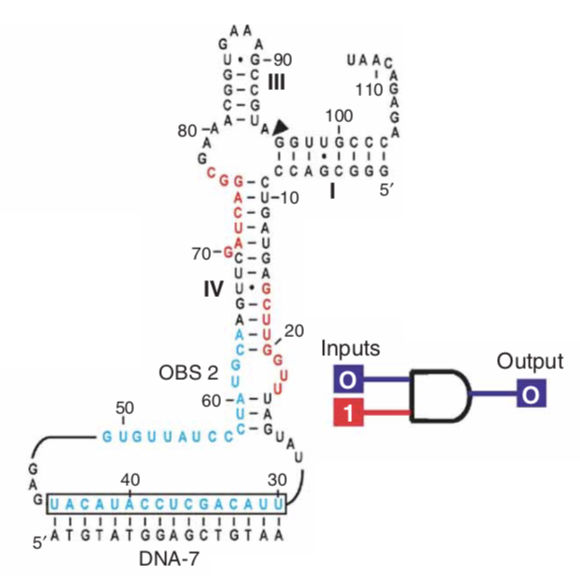 A A
G A
U • G – 90
G – C
III
G – C
C – G
A – U
80 – A
A
A
G
C
G
U A A C
A
G
A
G
A
110
100
G G U U G C C C
C C A G C G G G
I
5′
G – C
A – U – 10
C – G
U – A
A – U
70 – G C – G
U – A
IV
U • G
G – C
A – U
A – U
C – G
20
G
G
U
U
U
OBS 2
60 – A – U
U – A
C – G
A
U
50
G U G U U A U C C
G
A
G
40
30
U A C A U A C C U C G A C A U U
5′ A T G T A T G G A G C T G T A A
DNA-7
Inputs
Output
0
1
0